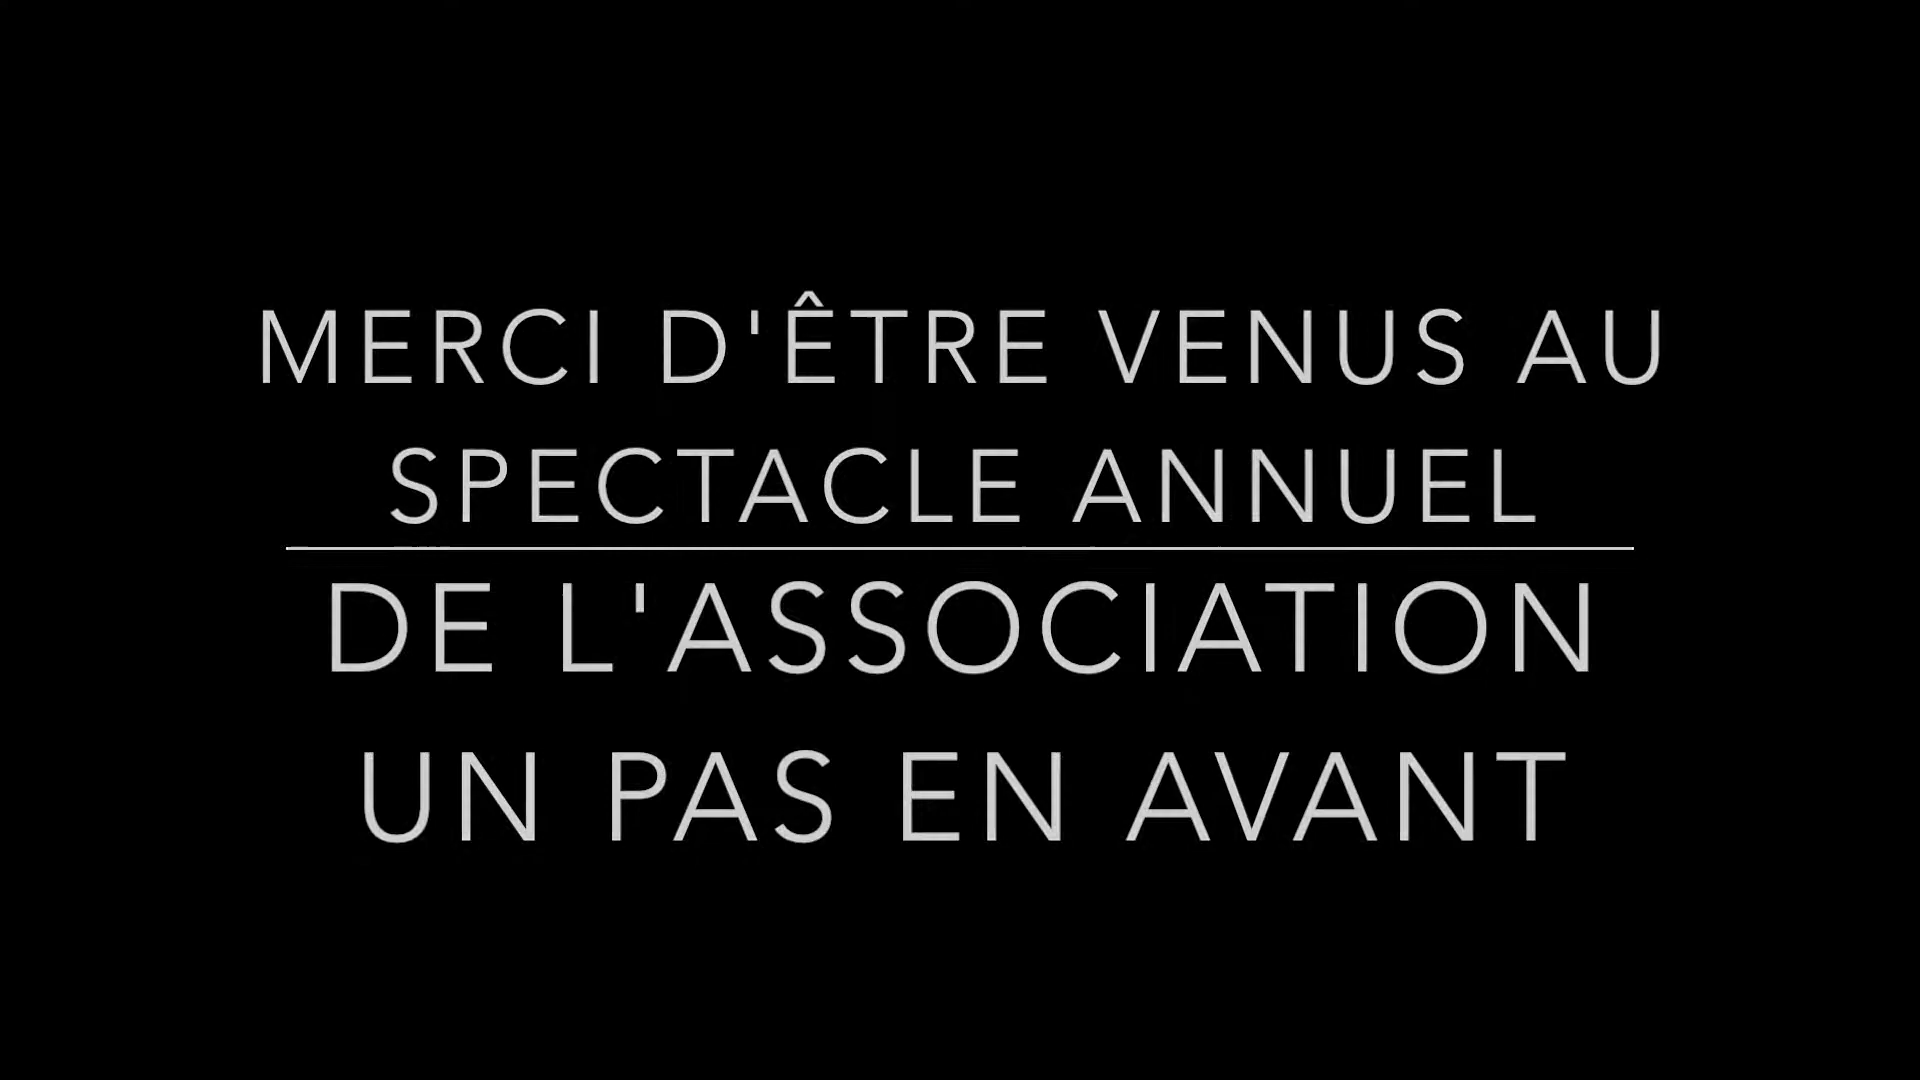 MERCI D'ÊTRE VENUS AU
SPECTACLE ANNUEL
DE L'ASSOCIATION
UN PAS EN AVANT